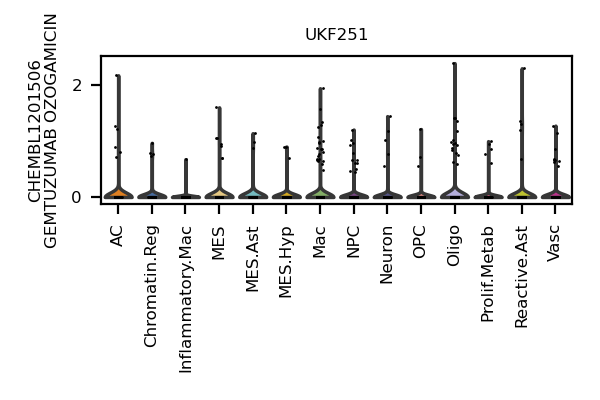 UKF251
CHEMBL1201506
GEMTUZUMAB OZOGAMICIN
2
0
AC
Chromatin.Reg
Inflammatory.Mac
MES
MES.Ast
MES.Hyp
Mac
NPC
Neuron
OPC
Oligo
Prolif.Metab
Reactive.Ast
Vasc